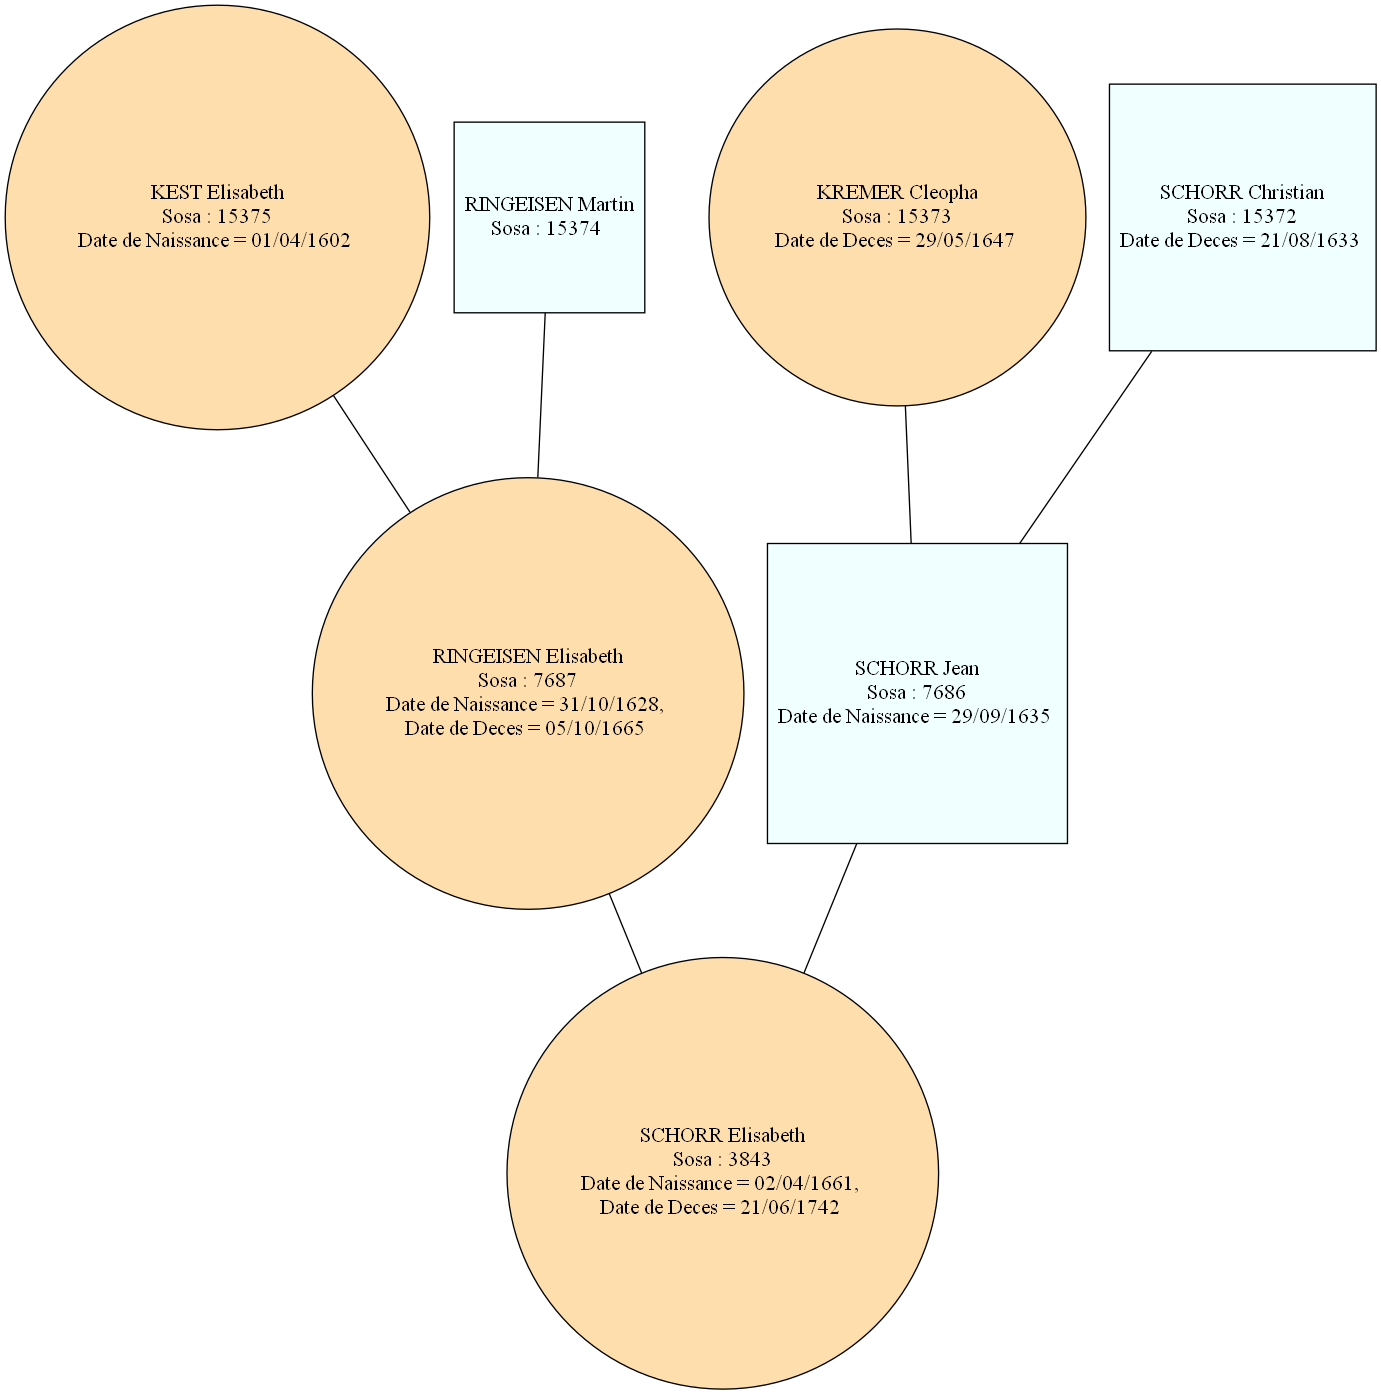 KEST Elisabeth
Sosa : 15375
Date de Naissance = 01/04/1602
RINGEISEN Martin
Sosa : 15374
KREMER Cleopha
Sosa : 15373
Date de Deces = 29/05/1647
SCHORR Christian
Sosa : 15372
Date de Deces = 21/08/1633
RINGEISEN Elisabeth
Sosa : 7687
Date de Naissance = 31/10/1628,
Date de Deces = 05/10/1665
SCHORR Jean
Sosa : 7686
Date de Naissance = 29/09/1635
SCHORR Elisabeth
Sosa : 3843
Date de Naissance = 02/04/1661,
Date de Deces = 21/06/1742